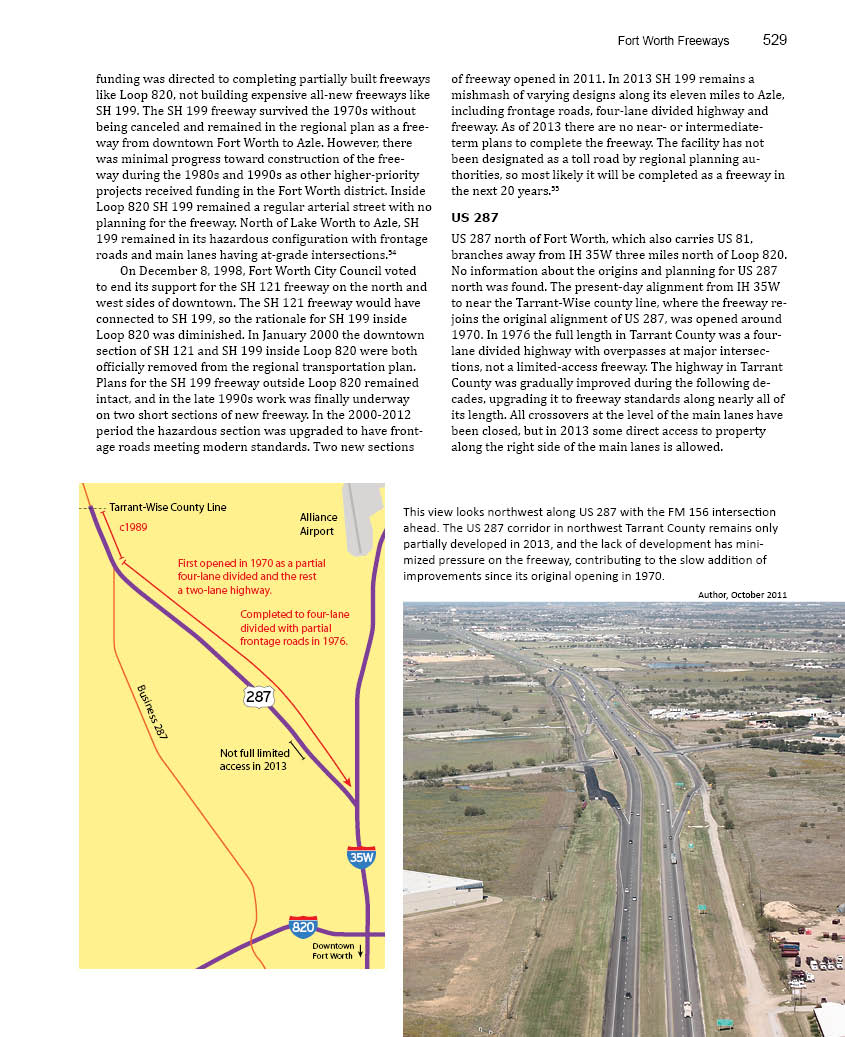 Fort Worth Freeways 529
funding was directed to completing partially built freeways
like Loop 820, not building expensive all-new freeways like
SH 199. The SH 199 freeway survived the 1970s without
being canceled and remained in the regional plan as a free-
way from downtown Fort Worth to Azle. However, there
was minimal progress toward construction of the free-
way during the 1980s and 1990s as other higher-priority
projects received funding in the Fort Worth district. Inside
Loop 820 SH 199 remained a regular arterial street with no
planning for the freeway. North of Lake Worth to Azle, SH
199 remained in its hazardous configuration with frontage
roads and main lanes having at-grade intersections.⁵⁴
On December 8, 1998, Fort Worth City Council voted
to end its support for the SH 121 freeway on the north and
west sides of downtown. The SH 121 freeway would have
connected to SH 199, so the rationale for SH 199 inside
Loop 820 was diminished. In January 2000 the downtown
section of SH 121 and SH 199 inside Loop 820 were both
officially removed from the regional transportation plan.
Plans for the SH 199 freeway outside Loop 820 remained
intact, and in the late 1990s work was finally underway
on two short sections of new freeway. In the 2000-2012
period the hazardous section was upgraded to have front-
age roads meeting modern standards. Two new sections
of freeway opened in 2011. In 2013 SH 199 remains a
mishmash of varying designs along its eleven miles to Azle,
including frontage roads, four-lane divided highway and
freeway. As of 2013 there are no near- or intermediate-
term plans to complete the freeway. The facility has not
been designated as a toll road by regional planning au-
thorities, so most likely it will be completed as a freeway in
the next 20 years.⁵⁵
US 287
US 287 north of Fort Worth, which also carries US 81,
branches away from IH 35W three miles north of Loop 820.
No information about the origins and planning for US 287
north was found. The present-day alignment from IH 35W
to near the Tarrant-Wise county line, where the freeway re-
joins the original alignment of US 287, was opened around
1970. In 1976 the full length in Tarrant County was a four-
lane divided highway with overpasses at major intersec-
tions, not a limited-access freeway. The highway in Tarrant
County was gradually improved during the following de-
cades, upgrading it to freeway standards along nearly all of
its length. All crossovers at the level of the main lanes have
been closed, but in 2013 some direct access to property
along the right side of the main lanes is allowed.
Tarrant-Wise County Line
c1989
Alliance
Airport
First opened in 1970 as a partial
four-lane divided and the rest
a two-lane highway.
Completed to four-lane
divided with partial
frontage roads in 1976.
287
Business 287
Not full limited
access in 2013
35W
820
Downtown
Fort Worth
This view looks northwest along US 287 with the FM 156 intersection
ahead. The US 287 corridor in northwest Tarrant County remains only
partially developed in 2013, and the lack of development has mini-
mized pressure on the freeway, contributing to the slow addition of
improvements since its original opening in 1970.
Author, October 2011